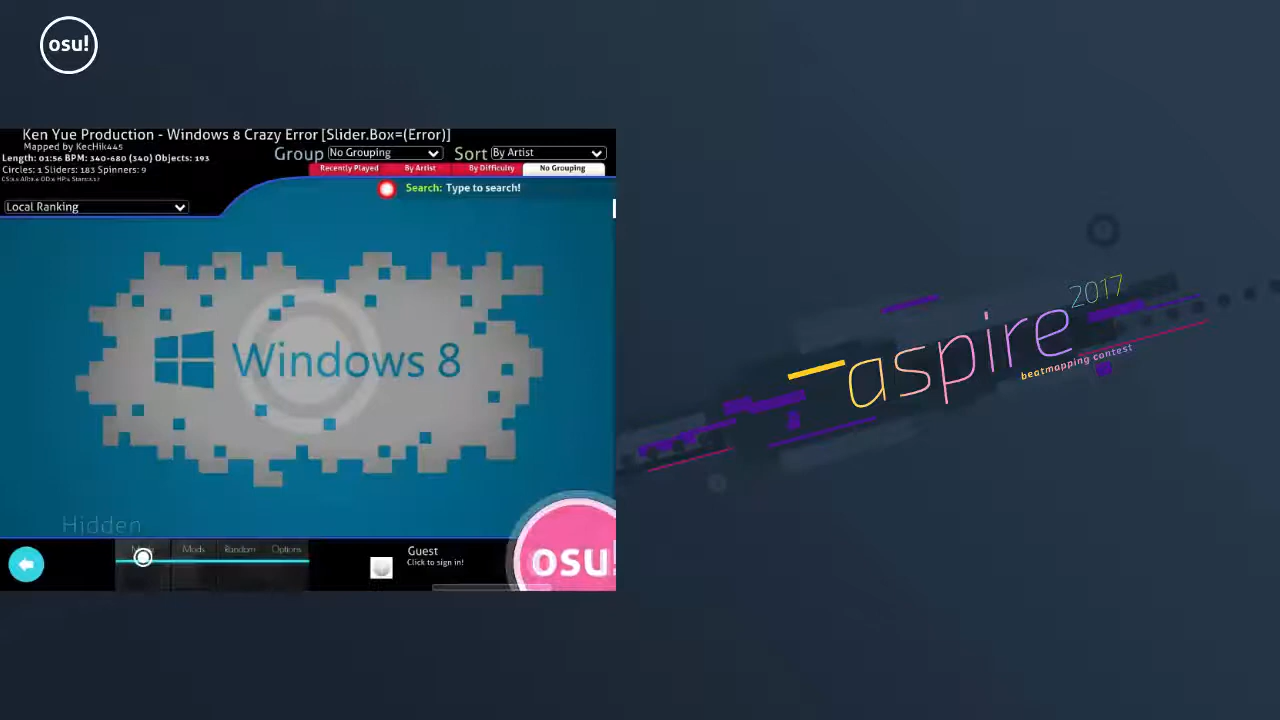 osu!
Ken Yue Production - Windows 8 Crazy Error [Slider.Box=(Error)]
Mapped by KecHik445
Length: 01:56 BPM: 340-680 (340) Objects: 193
Circles: 1 Sliders: 183 Spinners: 9
Group No Grouping Sort By Artist
Recently Played By Artist By Difficulty No Grouping
Search: Type to search!
Local Ranking
Windows 8
Hidden
Mods Random Options
Guest
Click to sign in!
osu!
aspire 2017
beatmapping contest